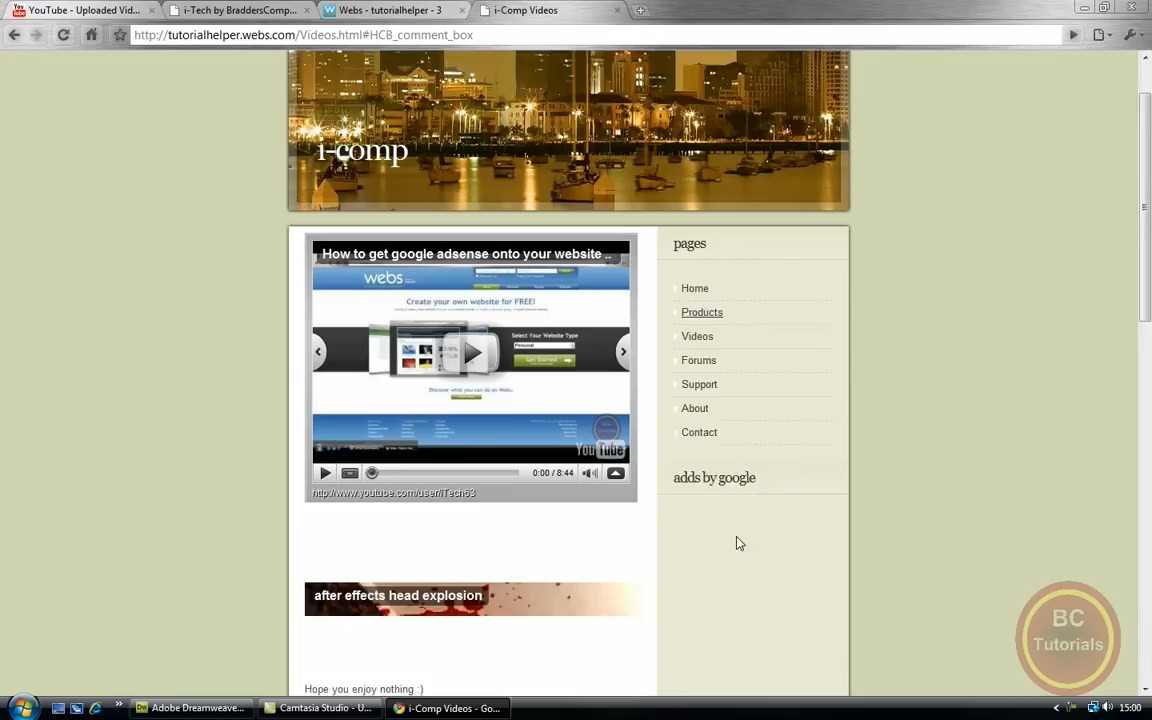 YouTube - Uploaded Vid...
i-Tech by BraddersComp...
Webs - tutorialhelper - 3
i-Comp Videos
http://tutorialhelper.webs.com/Videos.html#HCB_comment_box
i-comp
How to get google adsense onto your website ..
webs
Create your own website for FREE!
Select Your Website Type
Personal
Get Started
Discover what you can do on Webs.
YouTube
0:00 / 8:44
http://www.youtube.com/user/iTech63
after effects head explosion
Hope you enjoy nothing :)
pages
Home
Products
Videos
Forums
Support
About
Contact
adds by google
BC
Tutorials
Adobe Dreamweave...
Camtasia Studio - U...
i-Comp Videos - Go...
15:00